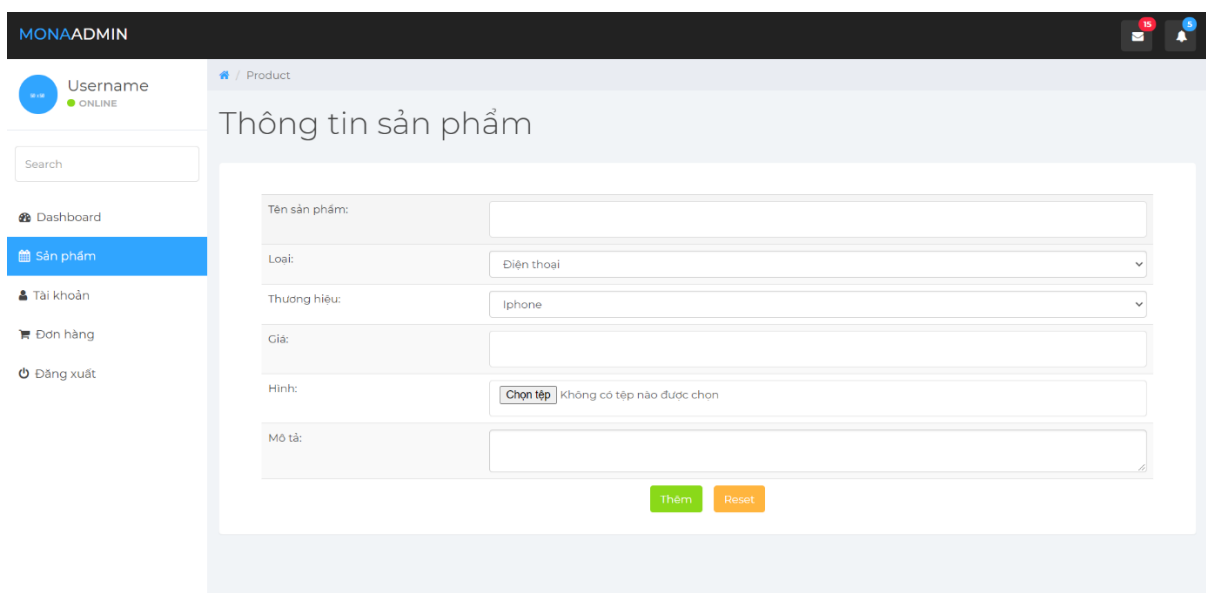 MONAADMIN
15
5
Username
ONLINE
/ Product
Thông tin sản phẩm
Search
Dashboard
Sản phẩm
Tài khoản
Đơn hàng
Đăng xuất
Tên sản phẩm:
Loại:
Điện thoại
Thương hiệu:
Iphone
Giá:
Hình:
Chọn tệp Không có tệp nào được chọn
Mô tả:
Thêm
Reset